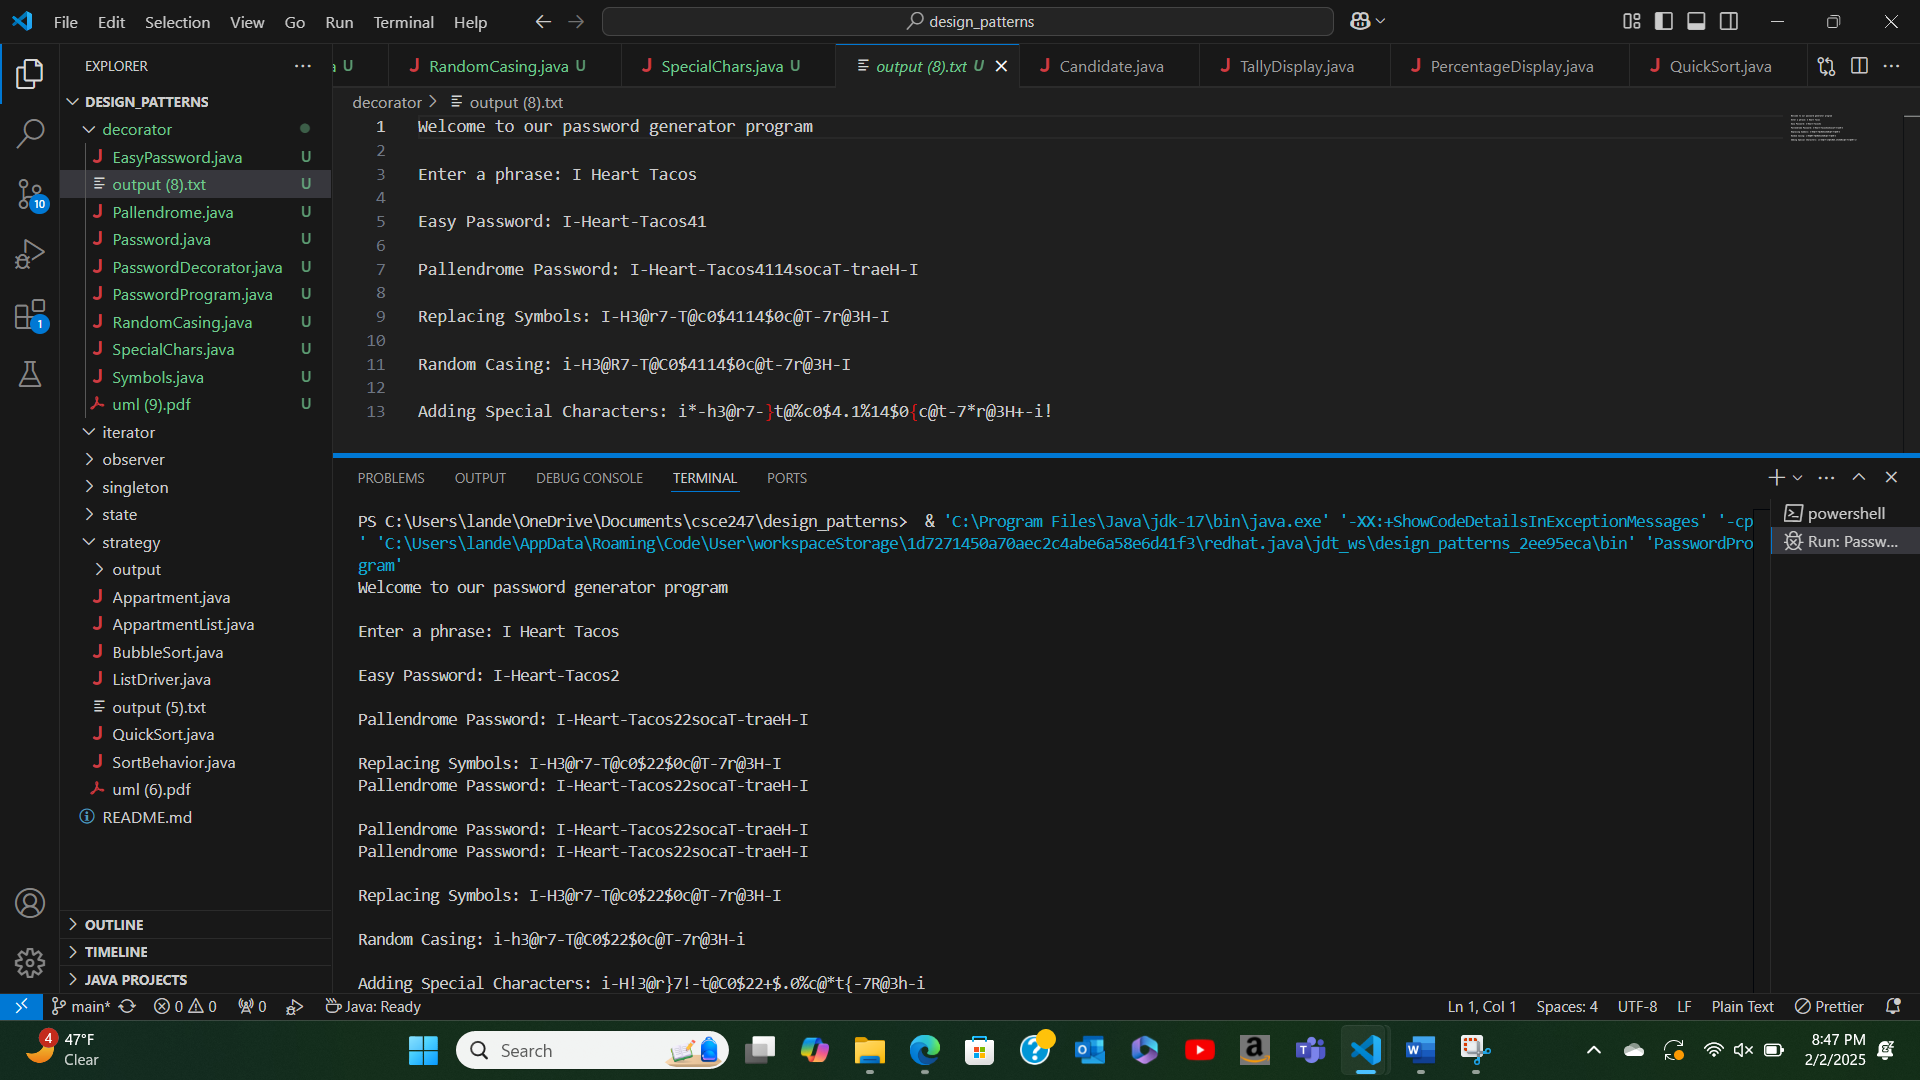 File Edit Selection View Go Run Terminal Help
design_patterns
EXPLORER
U
RandomCasing.java U
SpecialChars.java U
output (8).txt U
Candidate.java
TallyDisplay.java
PercentageDisplay.java
QuickSort.java
DESIGN_PATTERNS
decorator
EasyPassword.java U
output (8).txt U
Pallendrome.java U
Password.java U
PasswordDecorator.java U
PasswordProgram.java U
RandomCasing.java U
SpecialChars.java U
Symbols.java U
uml (9).pdf U
iterator
observer
singleton
state
strategy
output
Appartment.java
AppartmentList.java
BubbleSort.java
ListDriver.java
output (5).txt
QuickSort.java
SortBehavior.java
uml (6).pdf
README.md
OUTLINE
TIMELINE
JAVA PROJECTS
10
1
decorator > output (8).txt
1 Welcome to our password generator program
2
3 Enter a phrase: I Heart Tacos
4
5 Easy Password: I-Heart-Tacos41
6
7 Pallendrome Password: I-Heart-Tacos4114socaT-traeH-I
8
9 Replacing Symbols: I-H3@r7-T@c0$4114$0c@T-7r@3H-I
10
11 Random Casing: i-H3@R7-T@C0$4114$0c@t-7r@3H-I
12
13 Adding Special Characters: i*-h3@r7-}t@%c0$4.1%14$0{c@t-7*r@3H+-i!
PROBLEMS OUTPUT DEBUG CONSOLE TERMINAL PORTS
PS C:\Users\lande\OneDrive\Documents\csce247\design_patterns>  & 'C:\Program Files\Java\jdk-17\bin\java.exe' '-XX:+ShowCodeDetailsInExceptionMessages' '-cp
' 'C:\Users\lande\AppData\Roaming\Code\User\workspaceStorage\1d7271450a70aec2c4abe6a58e6d41f3\redhat.java\jdt_ws\design_patterns_2ee95eca\bin' 'PasswordPro
gram'
Welcome to our password generator program
Enter a phrase: I Heart Tacos
Easy Password: I-Heart-Tacos2
Pallendrome Password: I-Heart-Tacos22socaT-traeH-I
Replacing Symbols: I-H3@r7-T@c0$22$0c@T-7r@3H-I
Pallendrome Password: I-Heart-Tacos22socaT-traeH-I
Pallendrome Password: I-Heart-Tacos22socaT-traeH-I
Pallendrome Password: I-Heart-Tacos22socaT-traeH-I
Replacing Symbols: I-H3@r7-T@c0$22$0c@T-7r@3H-I
Random Casing: i-h3@r7-T@C0$22$0c@T-7r@3H-i
Adding Special Characters: i-H!3@r}7!-t@C0$22+$.0%c@*t{-7R@3h-i
powershell
Run: Passw...
main* 0 0 0 Java: Ready
Ln 1, Col 1 Spaces: 4 UTF-8 LF Plain Text Prettier
4
47°F
Clear
Search
8:47 PM
2/2/2025